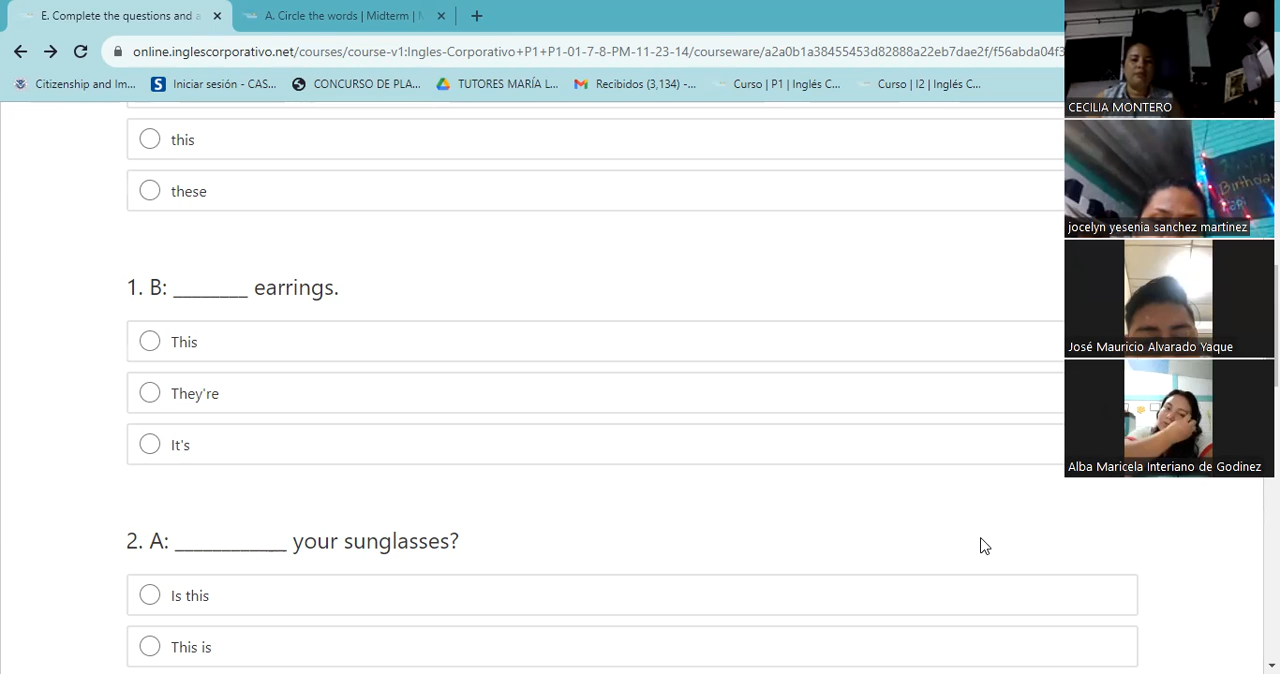 E. Complete the questions and a
A. Circle the words | Midterm |
online.inglescorporativo.net/courses/course-v1:Ingles-Corporativo+P1+P1-01-7-8-PM-11-23-14/courseware/a2a0b1a38455453d82888a22eb7dae2f/f56abda04f3
Citizenship and Im... Iniciar sesión - CAS... CONCURSO DE PLA... TUTORES MARÍA L... Recibidos (3,134) -... Curso | P1 | Inglés C... Curso | I2 | Inglés C...
this
these
1. B: ________ earrings.
This
They're
It's
2. A: ____________ your sunglasses?
Is this
This is
CECILIA MONTERO
Birthday
jocelyn yesenia sanchez martinez
José Mauricio Alvarado Yaque
Alba Maricela Interiano de Godinez